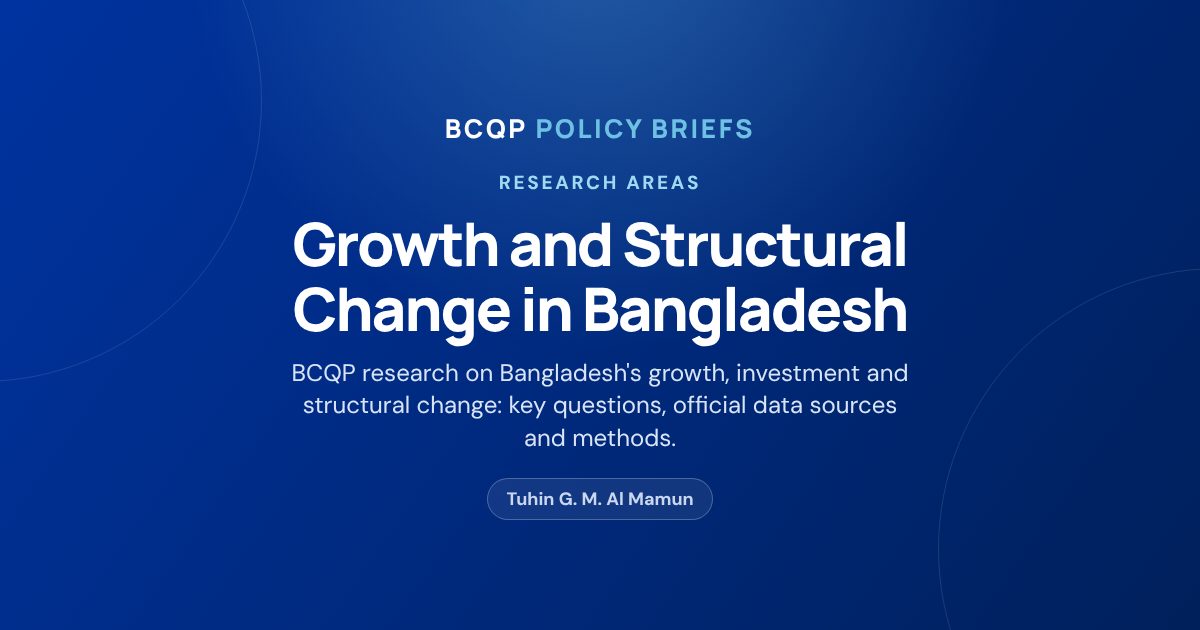 BCQP POLICY BRIEFS
RESEARCH AREAS
Growth and Structural
Change in Bangladesh
BCQP research on Bangladesh's growth, investment and
structural change: key questions, official data sources
and methods.
Tuhin G. M. Al Mamun